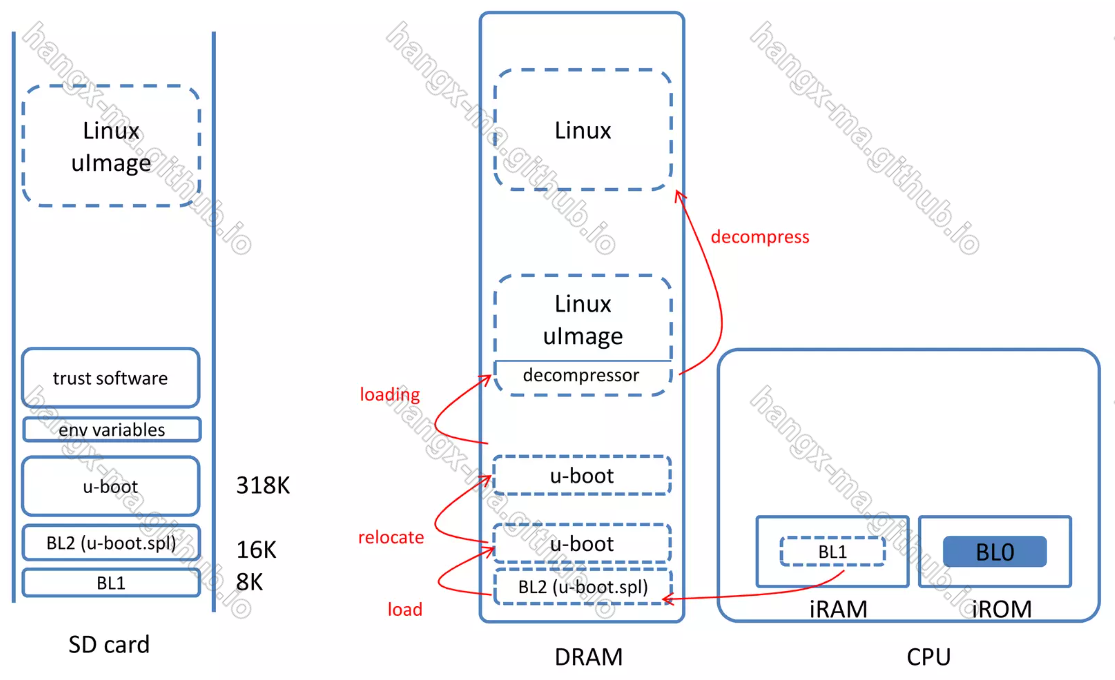 Linux
uImage
trust software
env variables
u-boot
318K
BL2 (u-boot.spl)
16K
BL1
8K
SD card
Linux
decompress
Linux
uImage
decompressor
loading
u-boot
relocate
u-boot
BL2 (u-boot.spl)
load
DRAM
BL1
BL0
iRAM
iROM
CPU
hangx-ma.github.io
hangx-ma.github.io
hangx-ma.github.io
hangx-ma.github.io
hangx-ma.github.io
hangx-ma.github.io